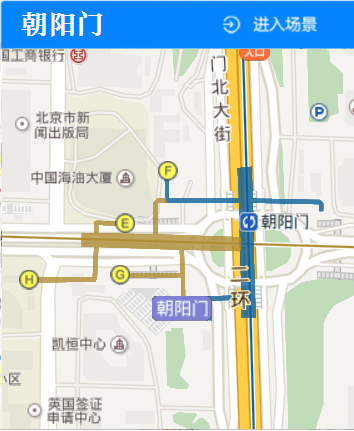 朝阳门
进入场景
国工商银行
入口
门北大街
P
北京市新
闻出版局
F
中国海油大厦
E
朝阳门
G
H
二环
朝阳门
凯恒中心
小区
英国签证
申请中心